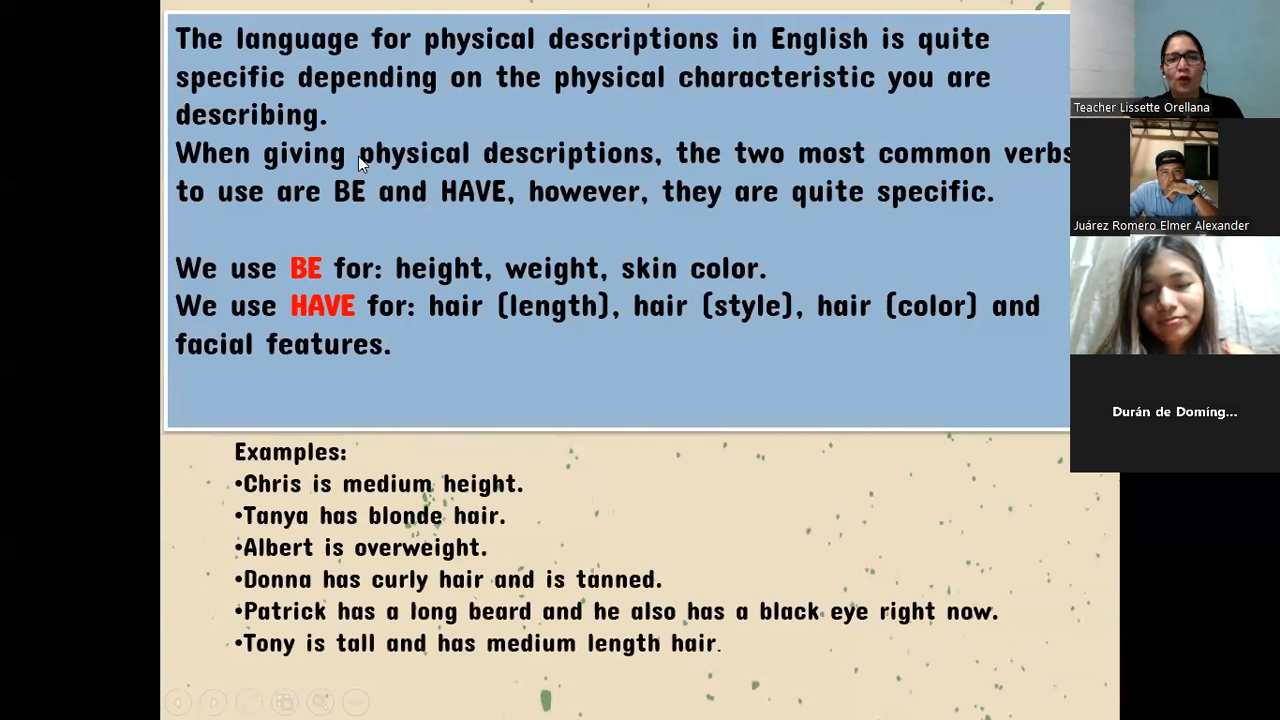 The language for physical descriptions in English is quite
specific depending on the physical characteristic you are
describing.
When giving physical descriptions, the two most common verbs
to use are BE and HAVE, however, they are quite specific.
We use BE for: height, weight, skin color.
We use HAVE for: hair (length), hair (style), hair (color) and
facial features.
Examples:
•Chris is medium height.
•Tanya has blonde hair.
•Albert is overweight.
•Donna has curly hair and is tanned.
•Patrick has a long beard and he also has a black eye right now.
•Tony is tall and has medium length hair.
Teacher Lissette Orellana
Juárez Romero Elmer Alexander
Durán de Domíng...